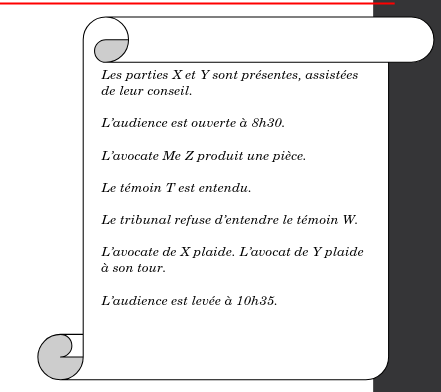 Les parties X et Y sont présentes, assistées
de leur conseil.
L'audience est ouverte à 8h30.
L'avocate Me Z produit une pièce.
Le témoin T est entendu.
Le tribunal refuse d'entendre le témoin W.
L'avocate de X plaide. L'avocat de Y plaide
à son tour.
L'audience est levée à 10h35.